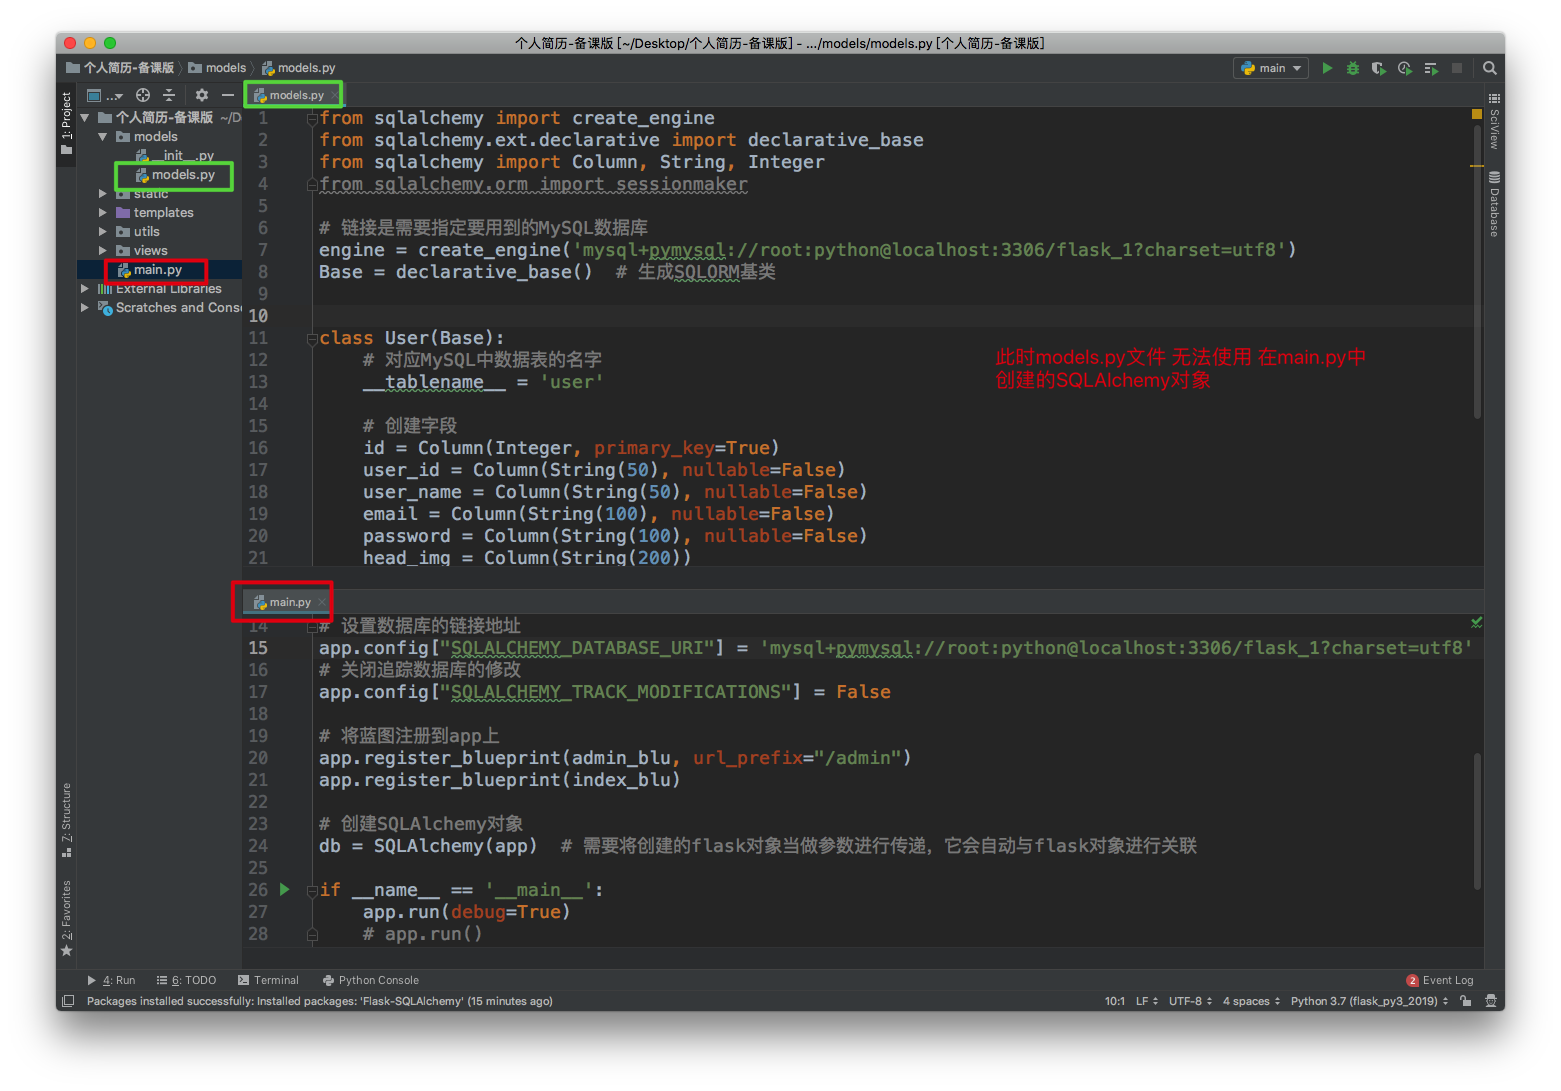 个人简历-备课版 [~/Desktop/个人简历-备课版] - .../models/models.py [个人简历-备课版]
个人简历-备课版 models models.py
main
1: Project
...
models.py
个人简历-备课版 ~/D
models
__init__.py
models.py
static
templates
utils
views
main.py
External Libraries
Scratches and Conso
1 from sqlalchemy import create_engine
2 from sqlalchemy.ext.declarative import declarative_base
3 from sqlalchemy import Column, String, Integer
4 from sqlalchemy.orm import sessionmaker
5
6 # 链接是需要指定要用到的MySQL数据库
7 engine = create_engine('mysql+pymysql://root:python@localhost:3306/flask_1?charset=utf8')
8 Base = declarative_base()  # 生成SQLORM基类
9
10
11 class User(Base):
12     # 对应MySQL中数据表的名字
13     __tablename__ = 'user'
14
15     # 创建字段
16     id = Column(Integer, primary_key=True)
17     user_id = Column(String(50), nullable=False)
18     user_name = Column(String(50), nullable=False)
19     email = Column(String(100), nullable=False)
20     password = Column(String(100), nullable=False)
21     head_img = Column(String(200))
此时models.py文件 无法使用 在main.py中
创建的SQLAlchemy对象
SciView
Database
main.py
14 # 设置数据库的链接地址
15 app.config["SQLALCHEMY_DATABASE_URI"] = 'mysql+pymysql://root:python@localhost:3306/flask_1?charset=utf8'
16 # 关闭追踪数据库的修改
17 app.config["SQLALCHEMY_TRACK_MODIFICATIONS"] = False
18
19 # 将蓝图注册到app上
20 app.register_blueprint(admin_blu, url_prefix="/admin")
21 app.register_blueprint(index_blu)
22
23 # 创建SQLAlchemy对象
24 db = SQLAlchemy(app)  # 需要将创建的flask对象当做参数进行传递，它会自动与flask对象进行关联
25
26 if __name__ == '__main__':
27     app.run(debug=True)
28     # app.run()
Z: Structure
2: Favorites
4: Run 6: TODO Terminal Python Console 2 Event Log
Packages installed successfully: Installed packages: 'Flask-SQLAlchemy' (15 minutes ago) 10:1 LF UTF-8 4 spaces Python 3.7 (flask_py3_2019)